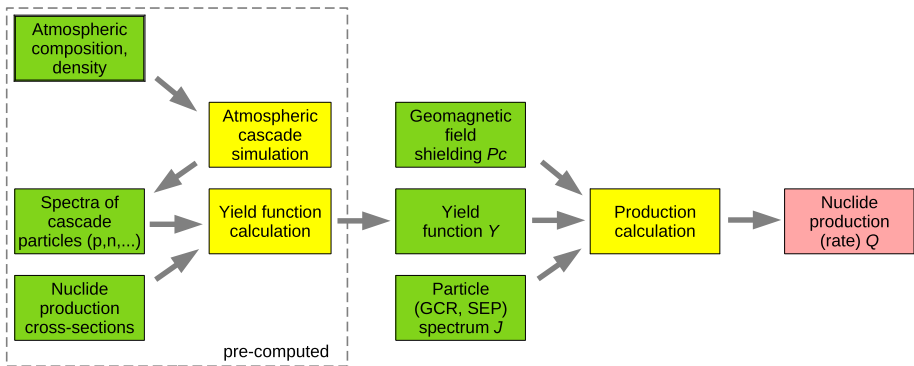 Atmospheric
composition,
density
Atmospheric
cascade
simulation
Spectra of
cascade
particles (p,n,...)
Yield function
calculation
Nuclide
production
cross-sections
pre-computed
Geomagnetic
field
shielding Pc
Yield
function Y
Particle
(GCR, SEP)
spectrum J
Production
calculation
Nuclide
production
(rate) Q